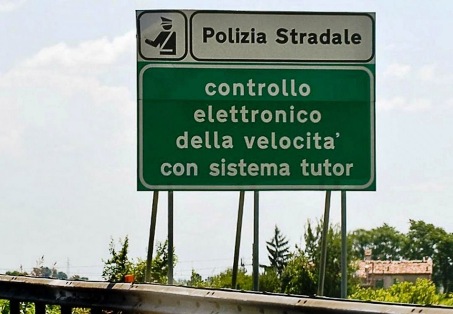 Polizia Stradale
controllo
elettronico
della velocita'
con sistema tutor